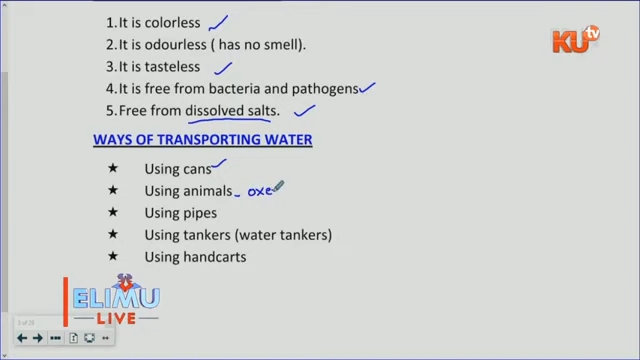 1. It is colorless
KU tv
2. It is odourless ( has no smell).
3. It is tasteless
4. It is free from bacteria and pathogens
5. Free from dissolved salts.
WAYS OF TRANSPORTING WATER
★ Using cans
★ Using animals - oxe
★ Using pipes
★ Using tankers (water tankers)
★ Using handcarts
ELIMU
LIVE